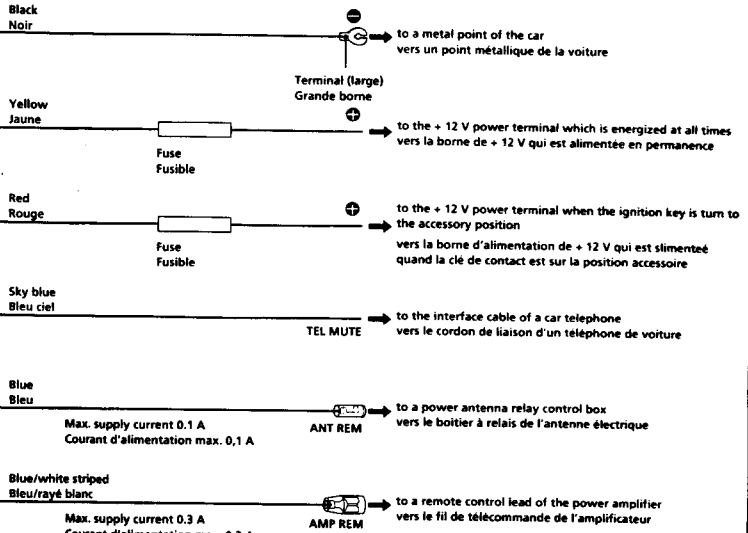 Black
Noir
to a metal point of the car
vers un point métallique de la voiture
Terminal (large)
Grande borne
Yellow
Jaune
to the + 12 V power terminal which is energized at all times
vers la borne de + 12 V qui est alimentée en permanence
Fuse
Fusible
Red
Rouge
to the + 12 V power terminal when the ignition key is turn to
the accessory position
Fuse
Fusible
vers la borne d'alimentation de + 12 V qui est slimenteé
quand la clé de contact est sur la position accessoire
Sky blue
Bleu ciel
TEL MUTE
to the interface cable of a car telephone
vers le cordon de liaison d'un téléphone de voiture
Blue
Bleu
Max. supply current 0.1 A
Courant d'alimentation max. 0,1 A
ANT REM
to a power antenna relay control box
vers le boitier à relais de l'antenne électrique
Blue/white striped
Bleu/rayé blanc
Max. supply current 0.3 A
Courant d'alimentation max. 0,3 A
AMP REM
to a remote control lead of the power amplifier
vers le fil de télécommande de l'amplificateur